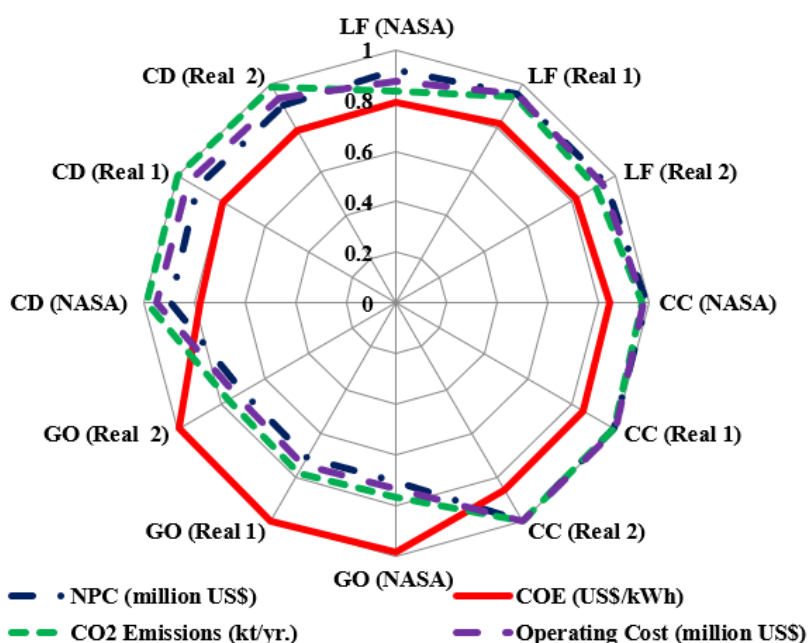 LF (NASA)
1
CD (Real 2)
LF (Real 1)
0.8
0.6
CD (Real 1)
LF (Real 2)
0.4
0.2
CD (NASA)
0
CC (NASA)
GO (Real 2)
CC (Real 1)
GO (Real 1)
CC (Real 2)
GO (NASA)
NPC (million US$)
COE (US$/kWh)
CO2 Emissions (kt/yr.)
Operating Cost (million US$)